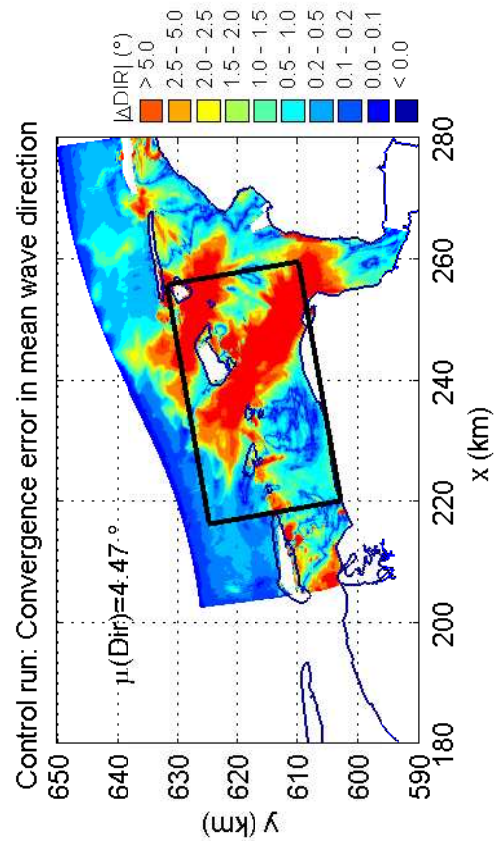 Control run: Convergence error in mean wave direction
μ(Dir)=4.47 °
y (km)
650
640
630
620
610
600
590
180
200
220
240
260
280
x (km)
|ΔDIR| (°)
> 5.0
2.5 - 5.0
2.0 - 2.5
1.5 - 2.0
1.0 - 1.5
0.5 - 1.0
0.2 - 0.5
0.1 - 0.2
0.0 - 0.1
< 0.0